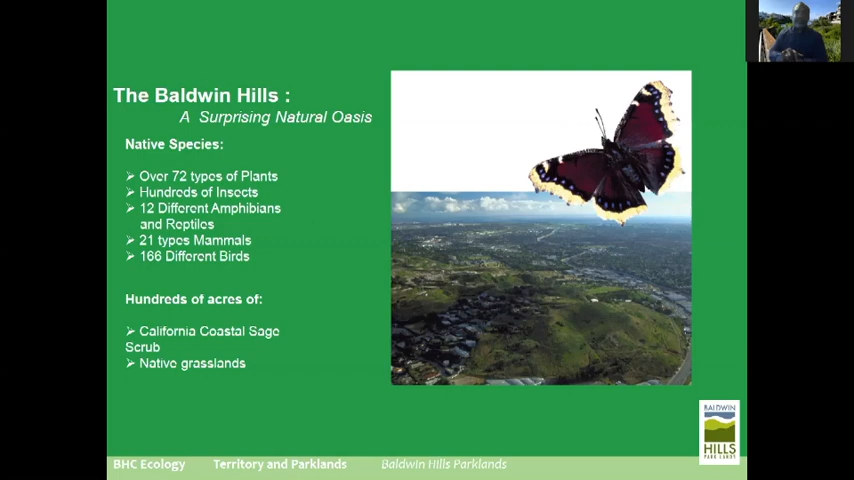 The Baldwin Hills :
A Surprising Natural Oasis
Native Species:
➢ Over 72 types of Plants
➢ Hundreds of Insects
➢ 12 Different Amphibians
and Reptiles
➢ 21 types Mammals
➢ 166 Different Birds
Hundreds of acres of:
➢ California Coastal Sage
Scrub
➢ Native grasslands
BALDWIN
HILLS
PARKLANDS
BHC Ecology Territory and Parklands Baldwin Hills Parklands